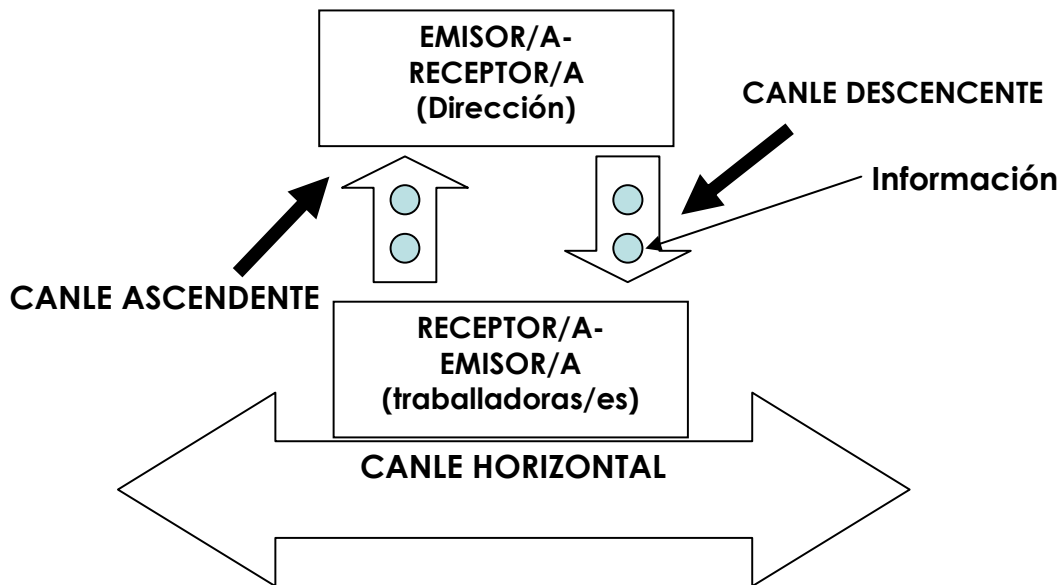 EMISOR/A-
RECEPTOR/A
(Dirección)
CANLE DESCENCENTE
Información
CANLE ASCENDENTE
RECEPTOR/A-
EMISOR/A
(traballadoras/es)
CANLE HORIZONTAL